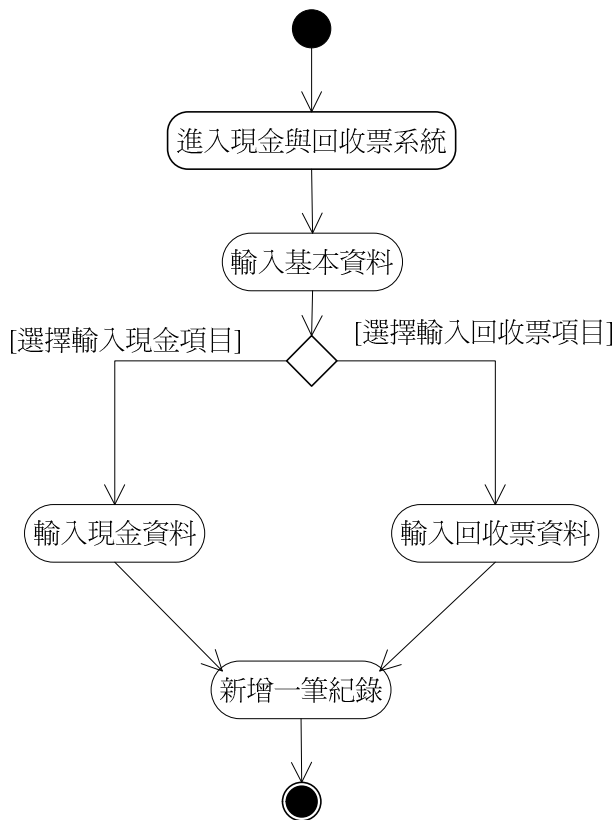 進入現金與回收票系統
輸入基本資料
[選擇輸入現金項目]
[選擇輸入回收票項目]
輸入現金資料
輸入回收票資料
新增一筆紀錄